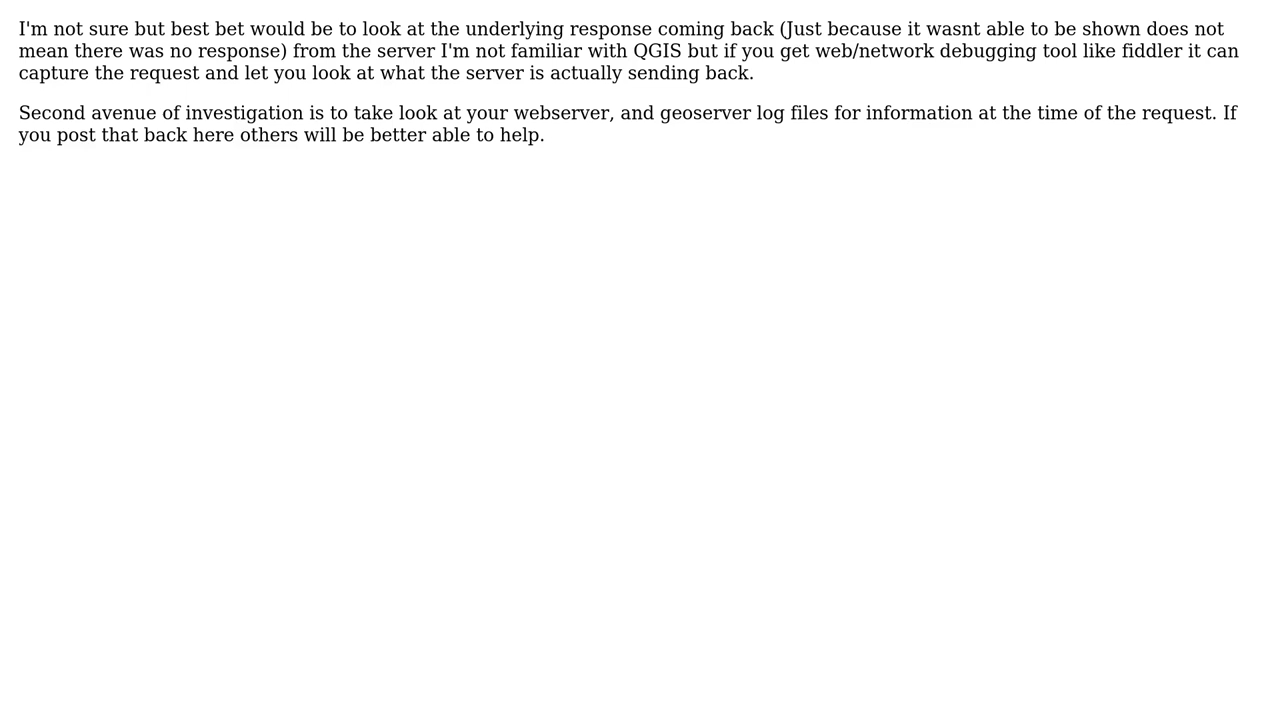 I'm not sure but best bet would be to look at the underlying response coming back (Just because it wasnt able to be shown does not
mean there was no response) from the server I'm not familiar with QGIS but if you get web/network debugging tool like fiddler it can
capture the request and let you look at what the server is actually sending back.
Second avenue of investigation is to take look at your webserver, and geoserver log files for information at the time of the request. If
you post that back here others will be better able to help.